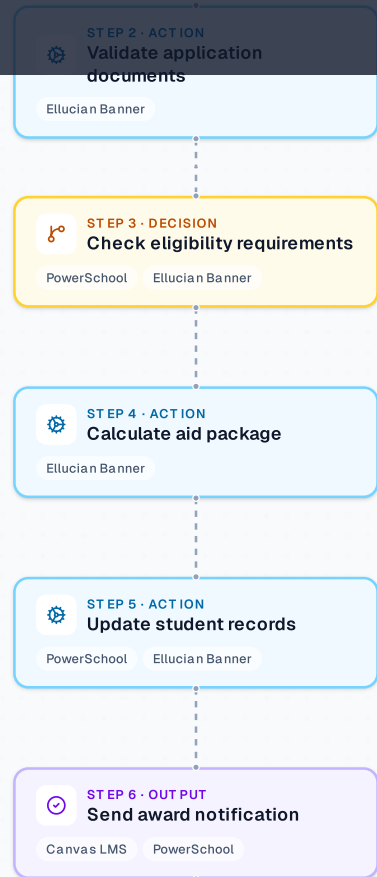 STEP 2 · ACTION
Validate application
documents
Ellucian Banner
STEP 3 · DECISION
Check eligibility requirements
PowerSchool Ellucian Banner
STEP 4 · ACTION
Calculate aid package
Ellucian Banner
STEP 5 · ACTION
Update student records
PowerSchool Ellucian Banner
STEP 6 · OUTPUT
Send award notification
Canvas LMS PowerSchool